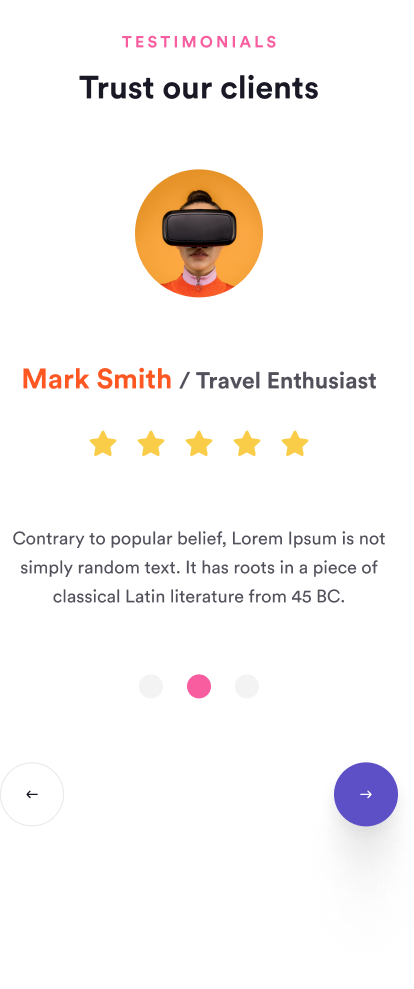 TESTIMONIALS
Trust our clients
Mark Smith / Travel Enthusiast
Contrary to popular belief, Lorem Ipsum is not
simply random text. It has roots in a piece of
classical Latin literature from 45 BC.